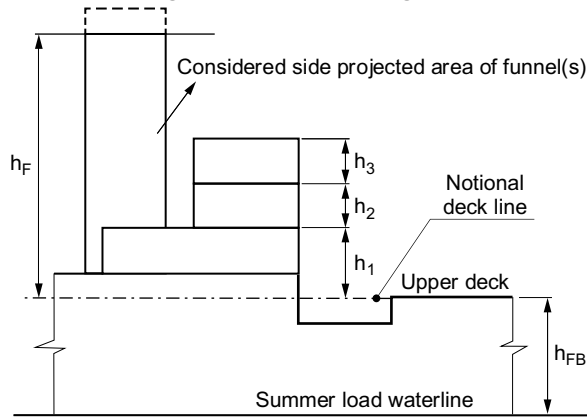 Considered side projected area of funnel(s)
hF
h3
h2
h1
Notional
deck line
Upper deck
hFB
Summer load waterline